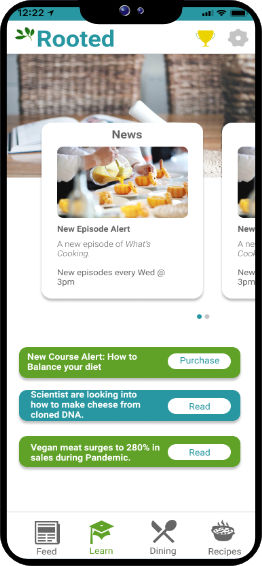 12:22
Rooted
News
New Episode Alert
A new episode of What's
Cooking.
New episodes every Wed @
3pm
New
A ne
Cook
New
3pm
New Course Alert: How to
Balance your diet
Purchase
Scientist are looking into
how to make cheese from
cloned DNA.
Read
Vegan meat surges to 280% in
sales during Pandemic.
Read
Feed
Learn
Dining
Recipes